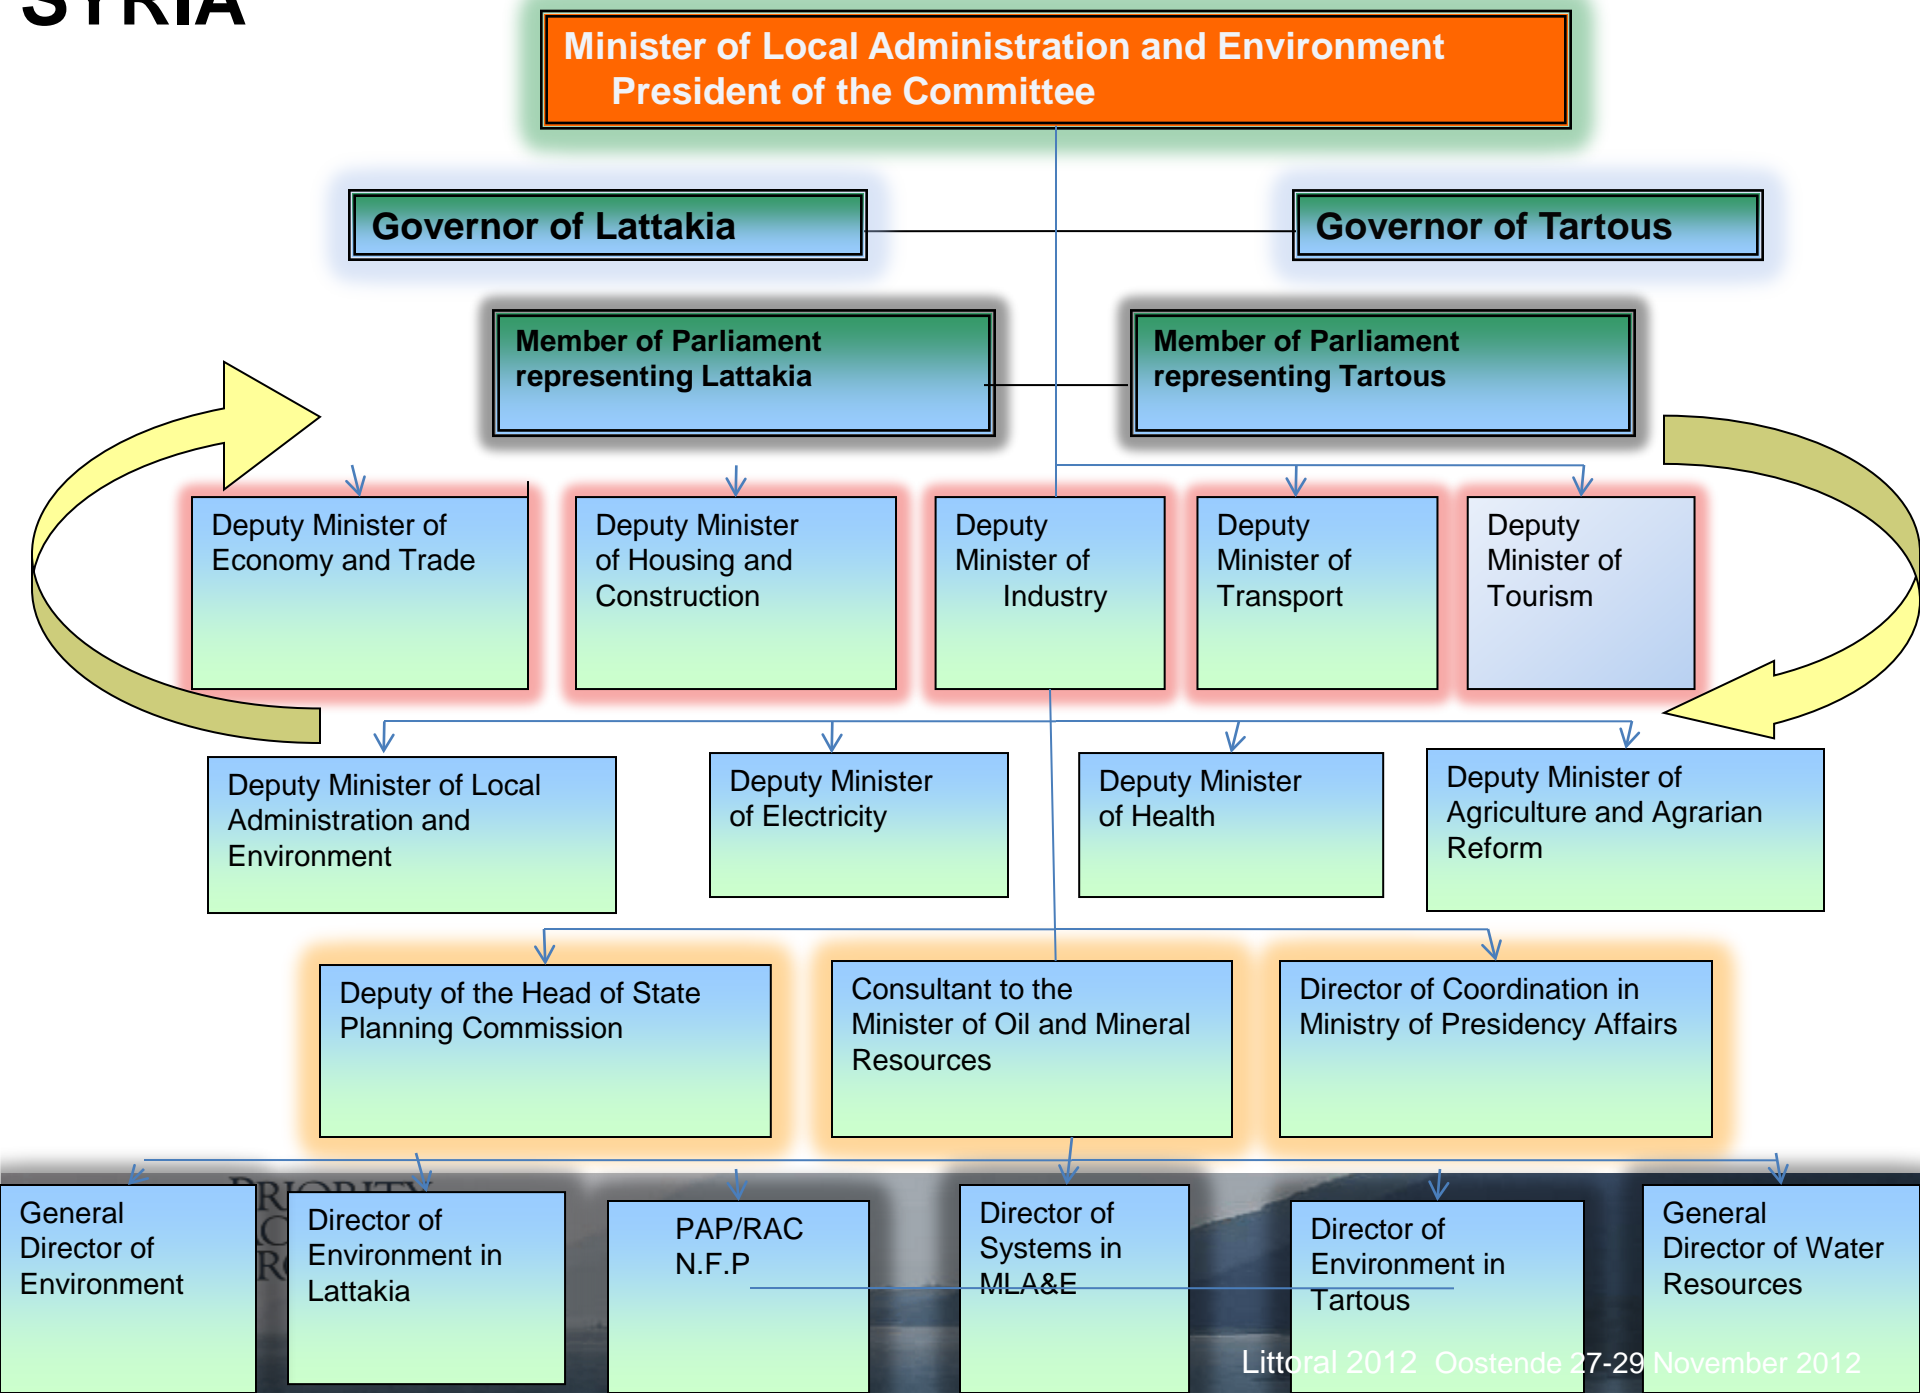 SYRIA
Minister of Local Administration and Environment
President of the Committee
Governor of Lattakia
Governor of Tartous
Member of Parliament
representing Lattakia
Member of Parliament
representing Tartous
Deputy Minister of
Economy and Trade
Deputy Minister
of Housing and
Construction
Deputy
Minister of
Industry
Deputy
Minister of
Transport
Deputy
Minister of
Tourism
Deputy Minister of Local
Administration and
Environment
Deputy Minister
of Electricity
Deputy Minister
of Health
Deputy Minister of
Agriculture and Agrarian
Reform
Deputy of the Head of State
Planning Commission
Consultant to the
Minister of Oil and Mineral
Resources
Director of Coordination in
Ministry of Presidency Affairs
General
Director of
Environment
Director of
Environment in
Lattakia
PAP/RAC
N.F.P
Director of
Systems in
MLA&E
Director of
Environment in
Tartous
General
Director of Water
Resources
PRIORITY
Littoral 2012 Oostende 27-29 November 2012